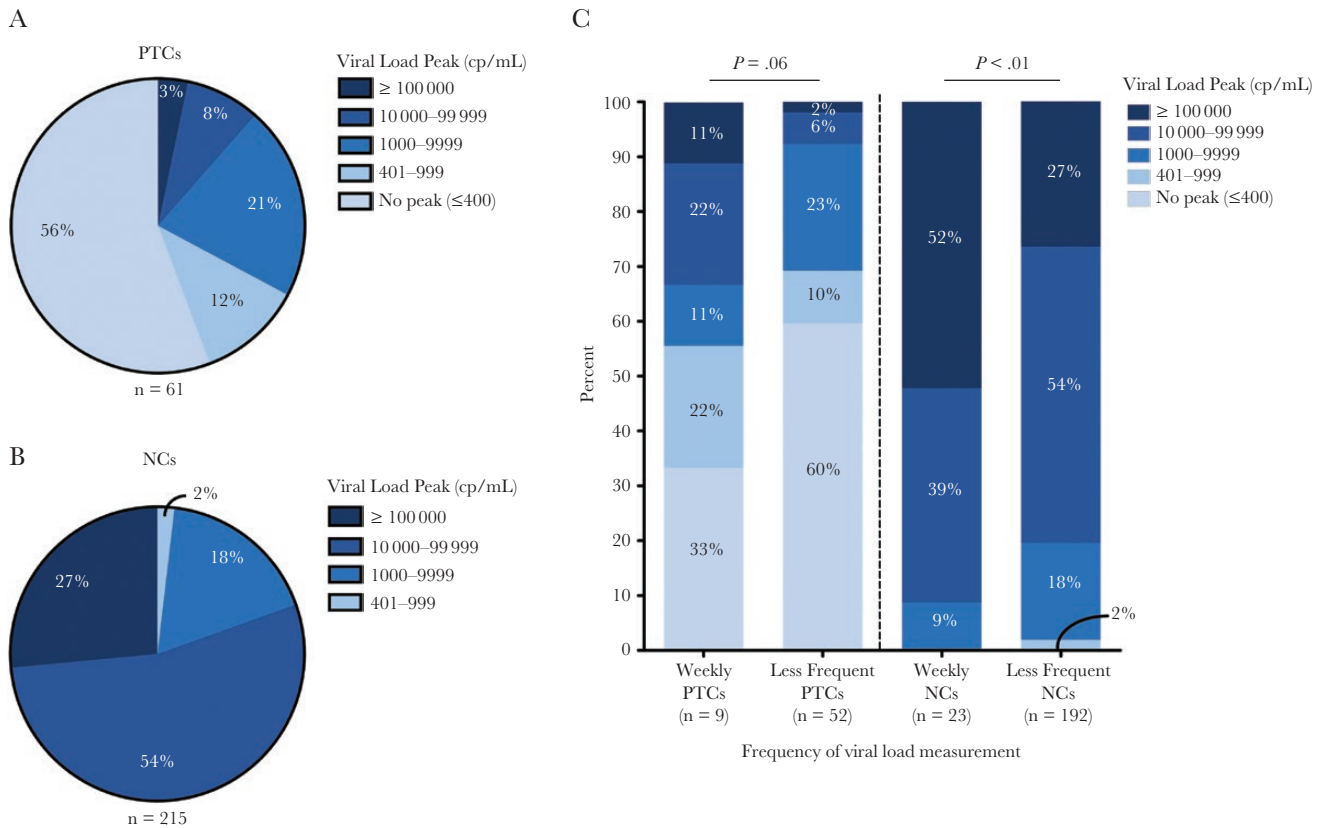 A
PTCs
Viral Load Peak (cp/mL)
≥ 100 000
10 000–99 999
1000–9999
401–999
No peak (≤400)
3%
8%
21%
12%
56%
n = 61
B
NCs
Viral Load Peak (cp/mL)
≥ 100 000
10 000–99 999
1000–9999
401–999
2%
18%
27%
54%
n = 215
C
P = .06
P < .01
Viral Load Peak (cp/mL)
≥ 100 000
10 000–99 999
1000–9999
401–999
No peak (≤400)
Percent
100
90
80
70
60
50
40
30
20
10
0
11%
22%
11%
22%
33%
2%
6%
23%
10%
60%
52%
39%
9%
27%
54%
18%
2%
Weekly
PTCs
(n = 9)
Less Frequent
PTCs
(n = 52)
Weekly
NCs
(n = 23)
Less Frequent
NCs
(n = 192)
Frequency of viral load measurement